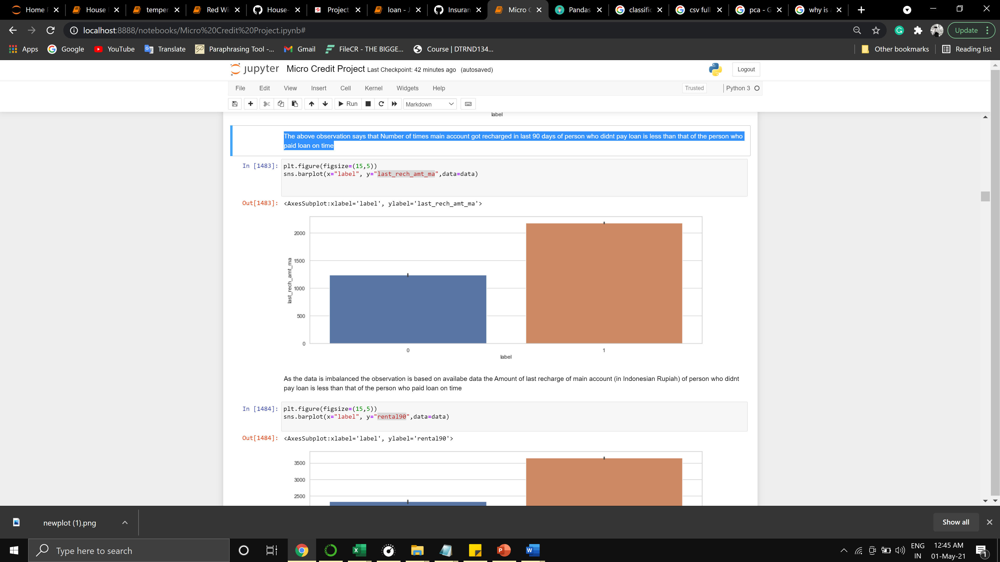 Home P
House
temper
Red Wi
House-
Project
loan - J
Insuran
Micro C
Pandas
classific
csv full
pca - G
why is
localhost:8888/notebooks/Micro%20Credit%20Project.ipynb#
Update
Apps
Google
YouTube
Translate
Paraphrasing Tool -...
Gmail
FileCR - THE BIGGE...
Course | DTRND134...
Other bookmarks
Reading list
jupyter
Micro Credit Project Last Checkpoint: 42 minutes ago (autosaved)
Logout
File Edit View Insert Cell Kernel Widgets Help
Trusted
Python 3
Run
Markdown
label
The above observation says that Number of times main account got recharged in last 90 days of person who didnt pay loan is less than that of the person who
paid loan on time
In [1483]:
plt.figure(figsize=(15,5))
sns.barplot(x="label", y="last_rech_amt_ma",data=data)
Out[1483]:
<AxesSubplot:xlabel='label', ylabel='last_rech_amt_ma'>
2000
1500
1000
500
0
last_rech_amt_ma
0
1
label
As the data is imbalanced the observation is based on availabe data the Amount of last recharge of main account (in Indonesian Rupiah) of person who didnt
pay loan is less than that of the person who paid loan on time
In [1484]:
plt.figure(figsize=(15,5))
sns.barplot(x="label", y="rental90",data=data)
Out[1484]:
<AxesSubplot:xlabel='label', ylabel='rental90'>
3500
3000
2500
newplot (1).png
Show all
Type here to search
ENG
IN
12:45 AM
01-May-21
1